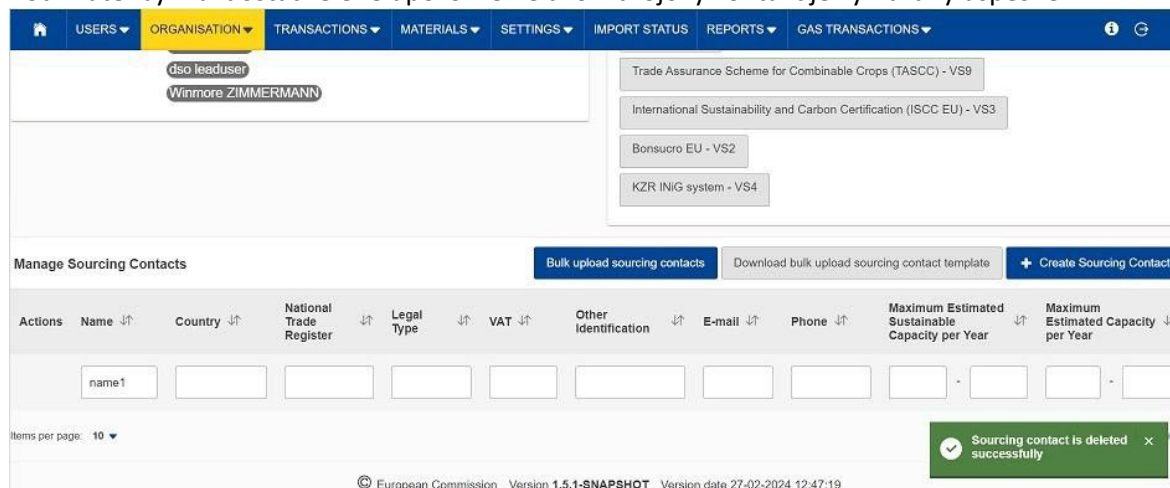 USERS ORGANISATION TRANSACTIONS MATERIALS SETTINGS IMPORT STATUS REPORTS GAS TRANSACTIONS
dso leaduser
Winmore ZIMMERMANN
Trade Assurance Scheme for Combinable Crops (TASCC) - VS9
International Sustainability and Carbon Certification (ISCC EU) - VS3
Bonsucro EU - VS2
KZR INiG system - VS4
Manage Sourcing Contacts
Bulk upload sourcing contacts
Download bulk upload sourcing contact template
+ Create Sourcing Contact
Actions
Name
Country
National
Trade
Register
Legal
Type
VAT
Other
Identification
E-mail
Phone
Maximum Estimated
Sustainable
Capacity per Year
Maximum
Estimated Capacity
per Year
name1
-
-
Items per page: 10
Sourcing contact is deleted
successfully
© European Commission Version 1.5.1-SNAPSHOT Version date 27-02-2024 12:47:19